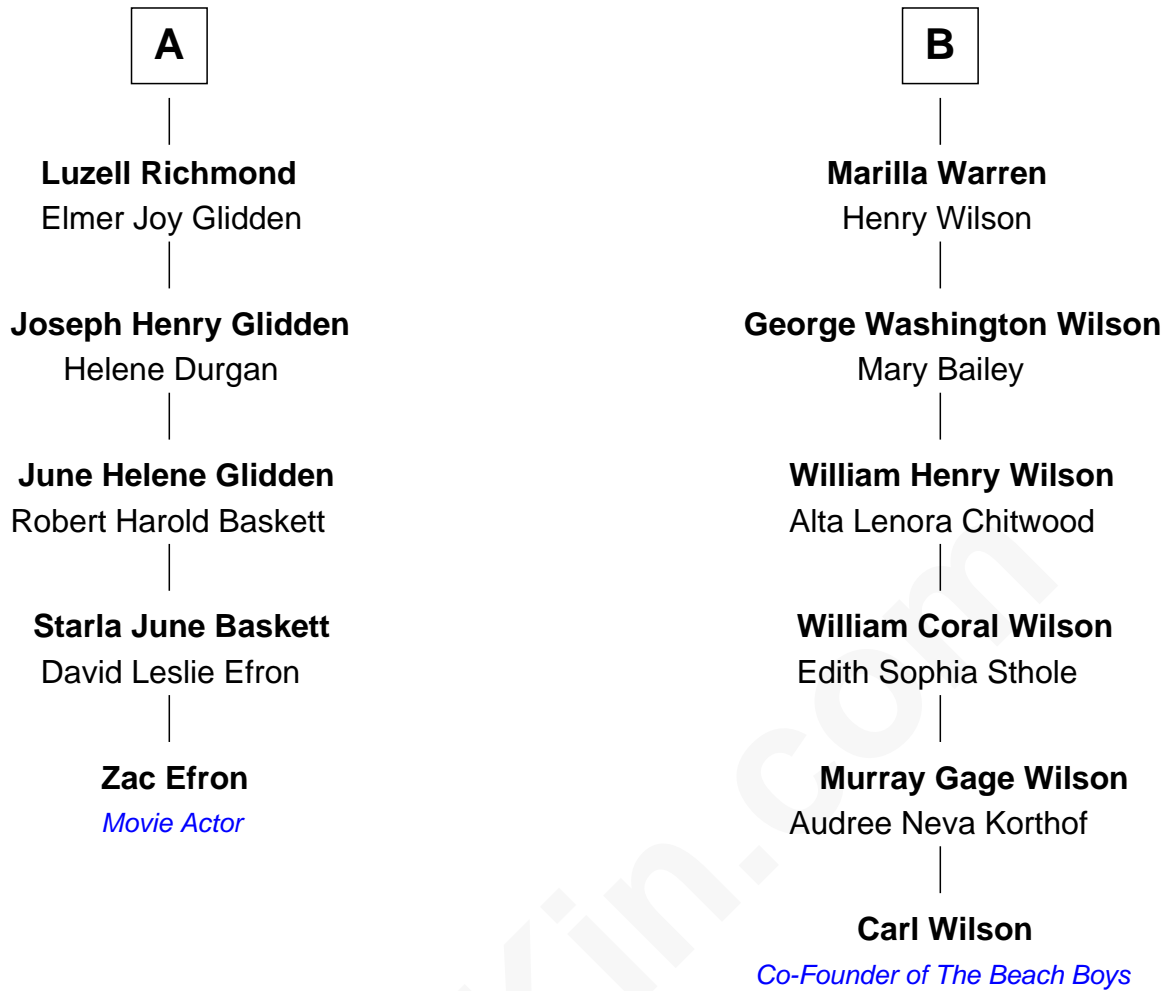 A
Luzell Richmond
Elmer Joy Glidden
Joseph Henry Glidden
Helene Durgan
June Helene Glidden
Robert Harold Baskett
Starla June Baskett
David Leslie Efron
Zac Efron
Movie Actor
B
Marilla Warren
Henry Wilson
George Washington Wilson
Mary Bailey
William Henry Wilson
Alta Lenora Chitwood
William Coral Wilson
Edith Sophia Sthole
Murray Gage Wilson
Audree Neva Korthof
Carl Wilson
Co-Founder of The Beach Boys
Kin.com